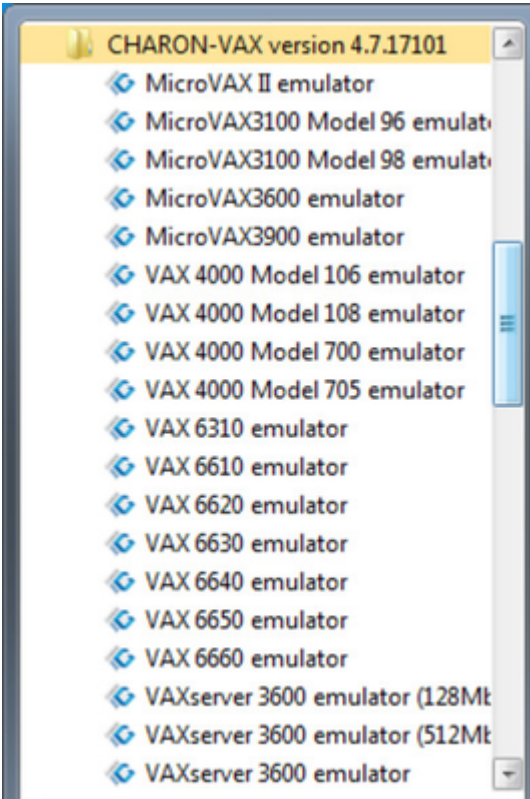 CHARON-VAX version 4.7.17101
MicroVAX II emulator
MicroVAX3100 Model 96 emulat
MicroVAX3100 Model 98 emulat
MicroVAX3600 emulator
MicroVAX3900 emulator
VAX 4000 Model 106 emulator
VAX 4000 Model 108 emulator
VAX 4000 Model 700 emulator
VAX 4000 Model 705 emulator
VAX 6310 emulator
VAX 6610 emulator
VAX 6620 emulator
VAX 6630 emulator
VAX 6640 emulator
VAX 6650 emulator
VAX 6660 emulator
VAXserver 3600 emulator (128Mb
VAXserver 3600 emulator (512Mb
VAXserver 3600 emulator